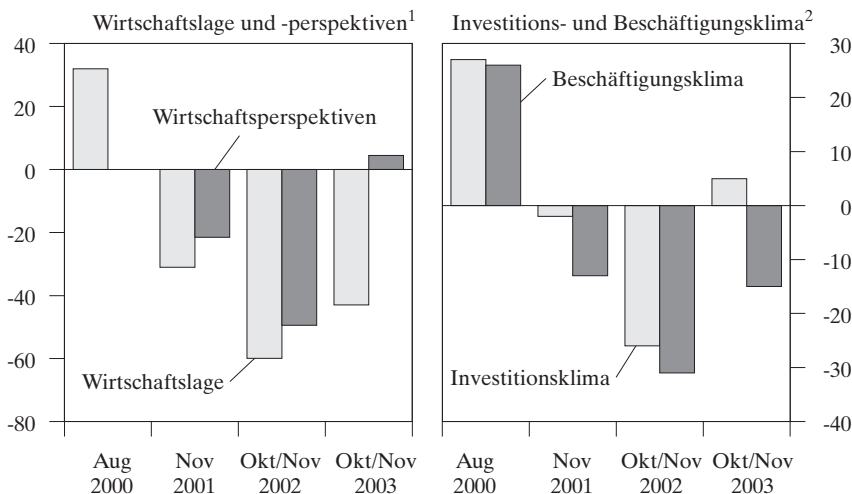 Wirtschaftslage und -perspektiven¹
40
20
0
-20
-40
-60
-80
Wirtschaftsperspektiven
Wirtschaftslage
Aug Nov Okt/Nov Okt/Nov
2000 2001 2002 2003
Investitions- und Beschäftigungsklima²
30
20
10
0
-10
-20
-30
-40
Beschäftigungsklima
Investitionsklima
Aug Nov Okt/Nov Okt/Nov
2000 2001 2002 2003